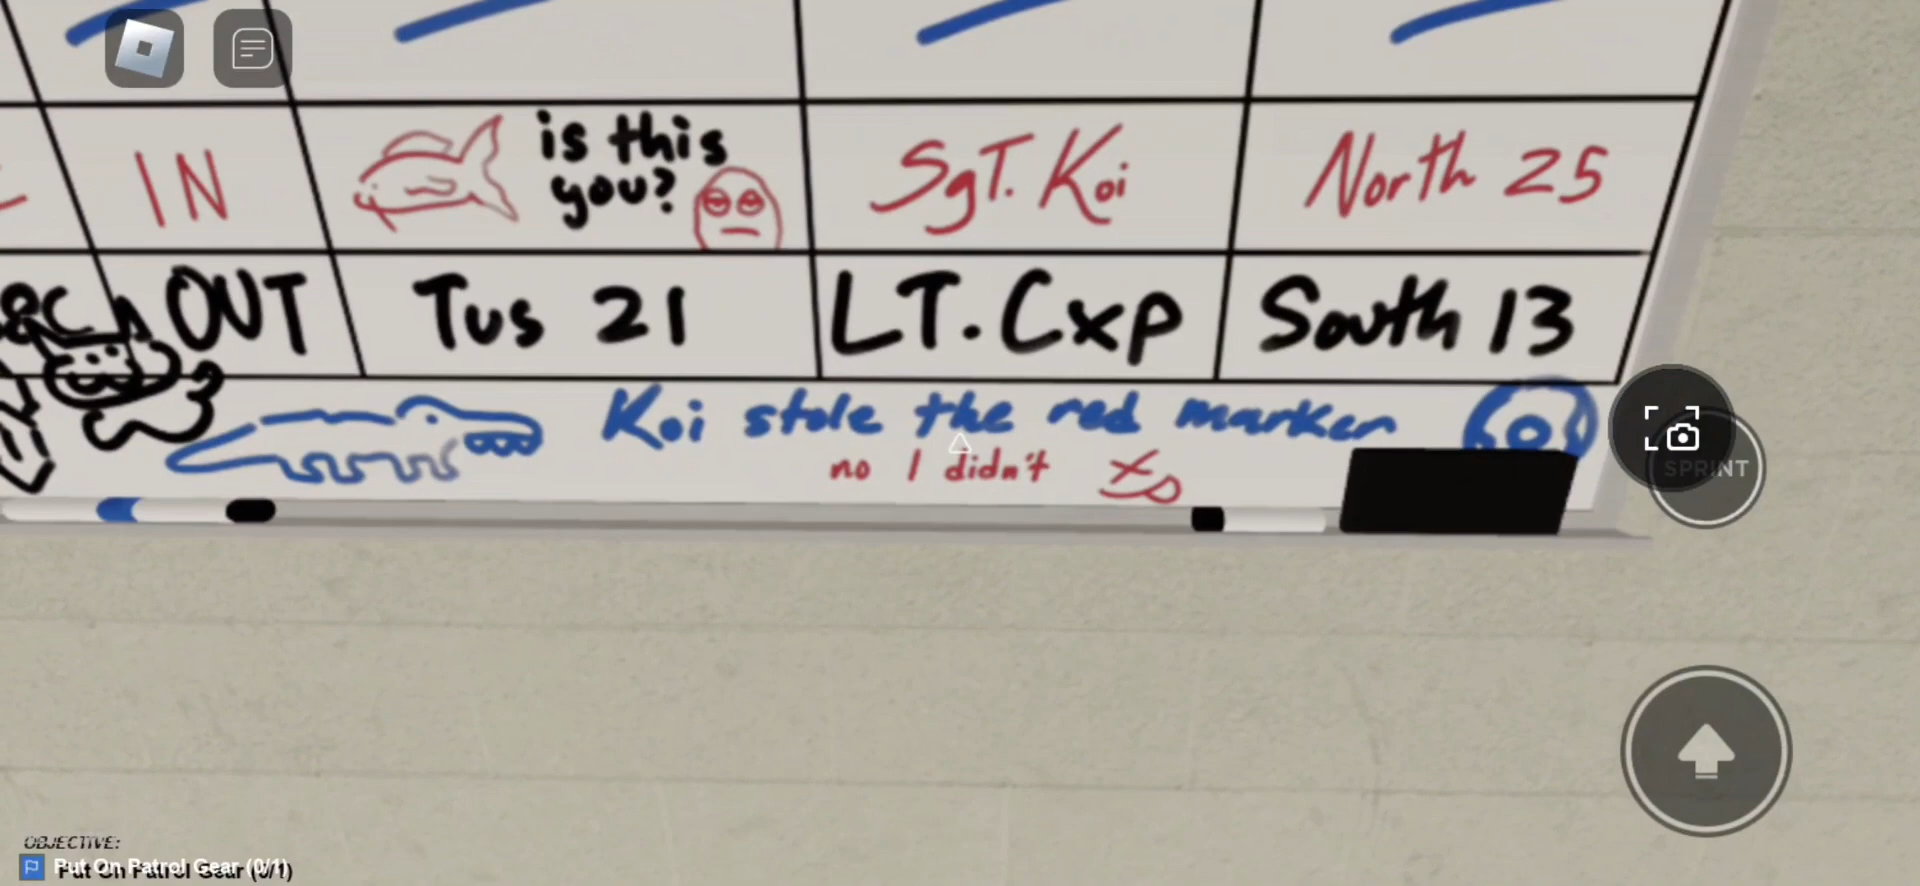 IN is this you? SgT. Koi North 25
OUT Tus 21 LT. Cxp South 13
Koi stole the red marker
no I didn't XD
SPRINT
OBJECTIVE:
Put On Patrol Gear (0/1)